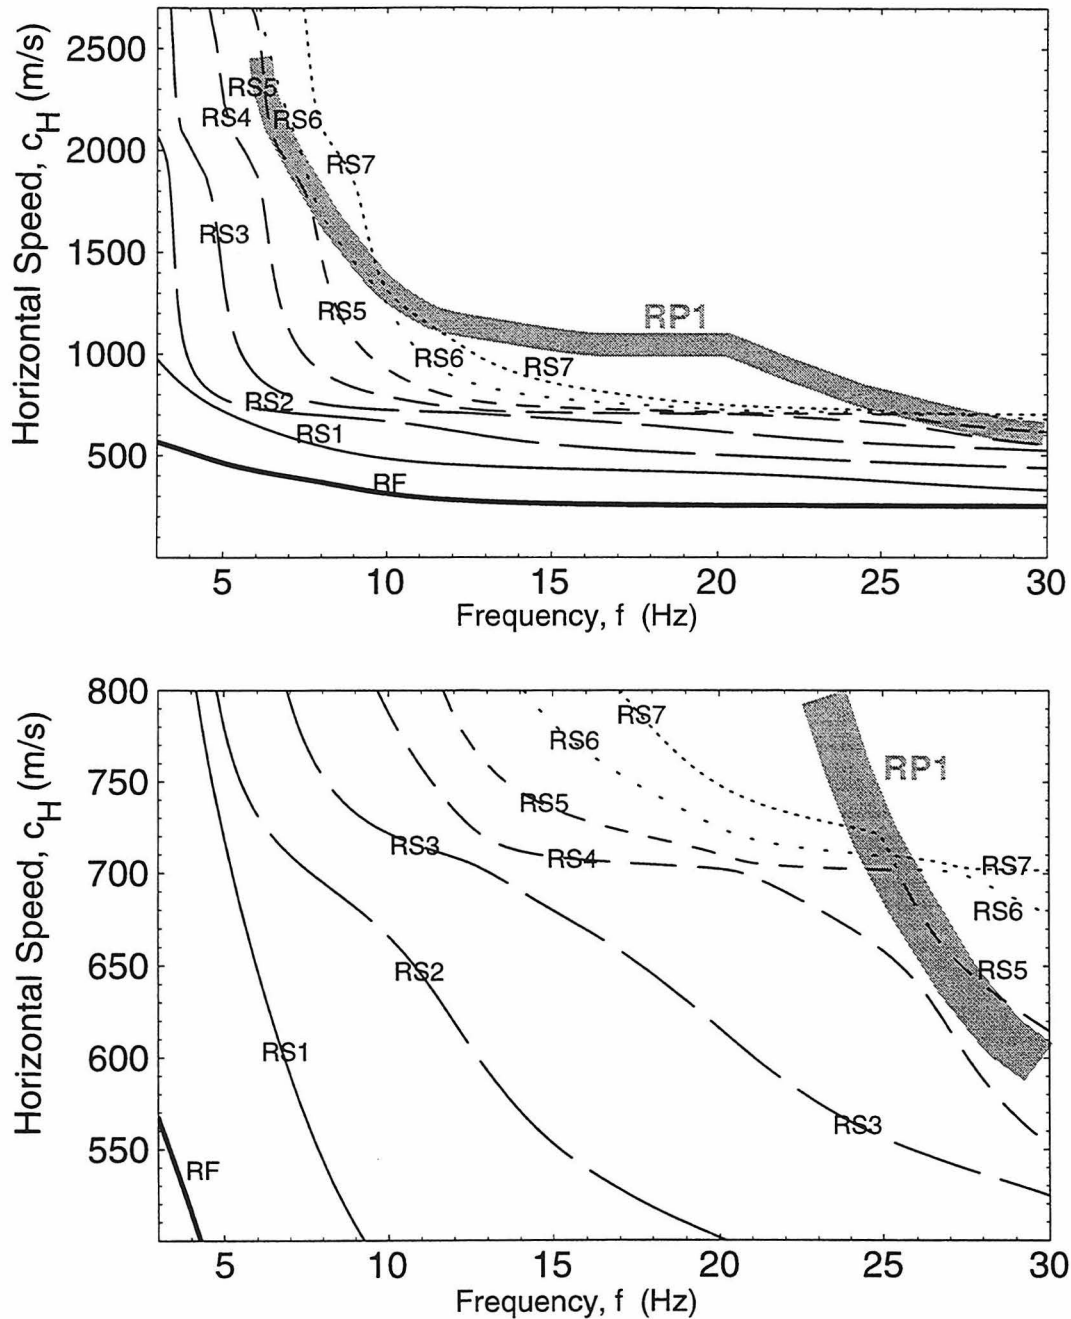 Horizontal Speed, c_H (m/s)
2500
2000
1500
1000
500
RS5
RS4
RS6
RS7
RS3
RS5
RP1
RS6
RS7
RS2
RS1
RF
5 10 15 20 25 30
Frequency, f (Hz)
Horizontal Speed, c_H (m/s)
800
750
700
650
600
550
RS7
RS6
RP1
RS5
RS3
RS4
RS7
RS6
RS2
RS5
RS1
RS3
RF
5 10 15 20 25 30
Frequency, f (Hz)